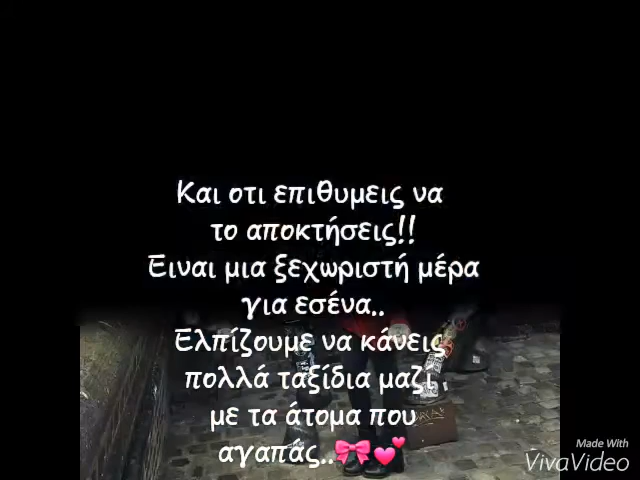 Και οτι επιθυμεις να
το αποκτήσεις!!
Ειναι μια ξεχωριστή μέρα
για εσένα..
Ελπίζουμε να κάνεις
πολλά ταξίδια μαζί
με τα άτομα που
αγαπάς..🎀💕
Made With
VivaVideo